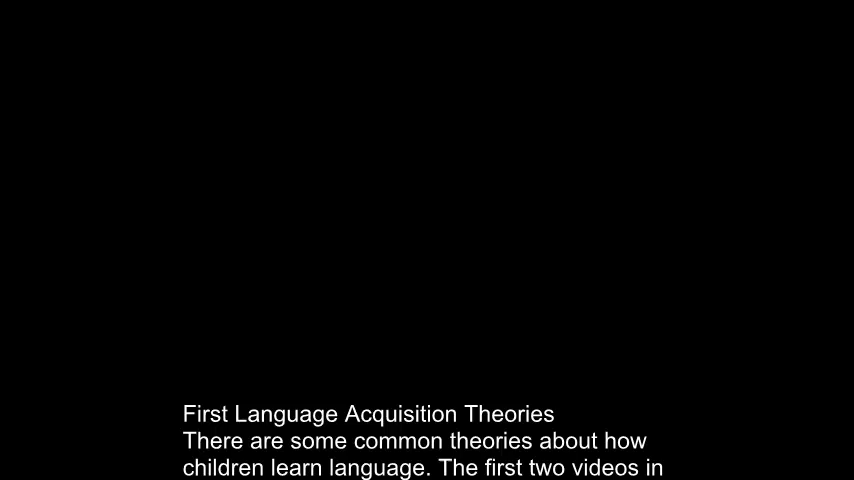 First Language Acquisition Theories
There are some common theories about how
children learn language. The first two videos in